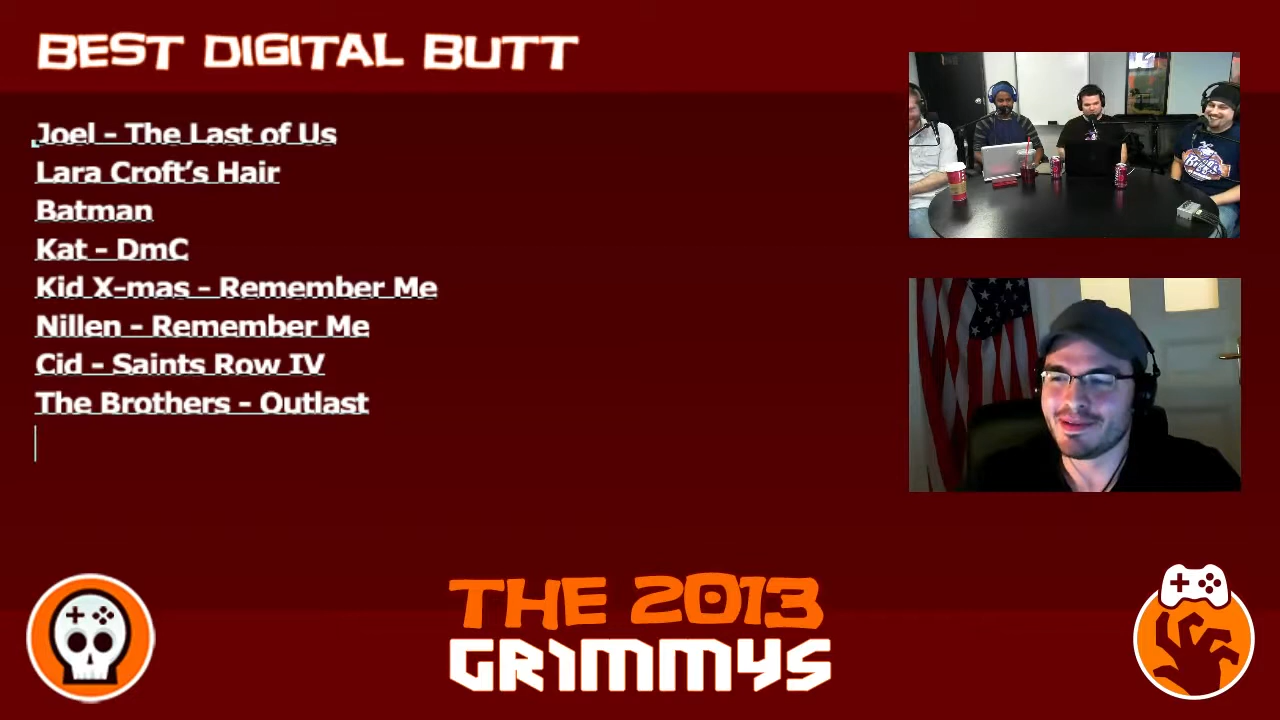 BEST DIGITAL BUTT
Joel – The Last of Us
Lara Croft’s Hair
Batman
Kat – DmC
Kid X-mas – Remember Me
Nillen – Remember Me
Cid – Saints Row IV
The Brothers – Outlast
THE 2013
GR1MM4S